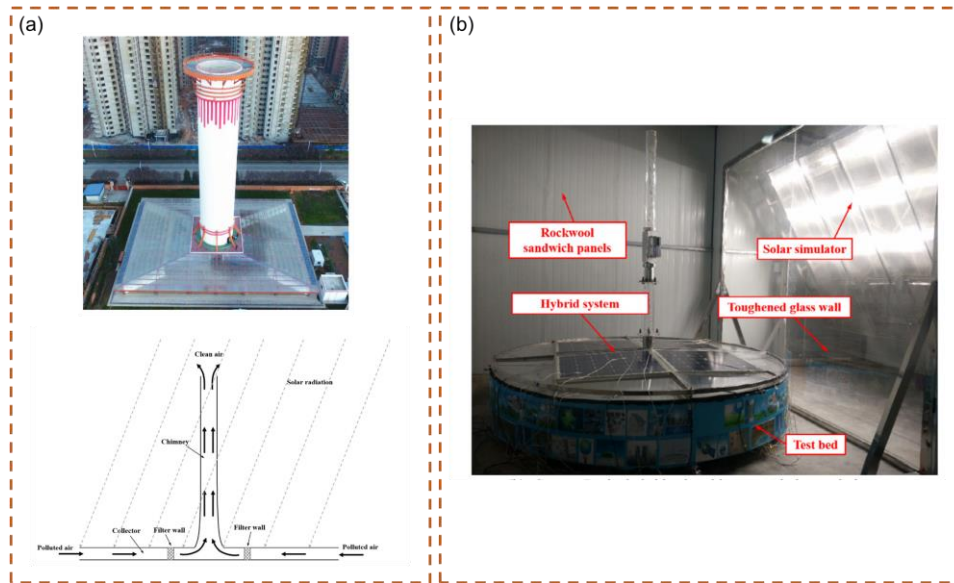 (a)
Clean air
Solar radiation
Chimney
Collector
Filter wall
Filter wall
Polluted air
Polluted air
(b)
Rockwool
sandwich panels
Solar simulator
Hybrid system
Toughened glass wall
Test bed